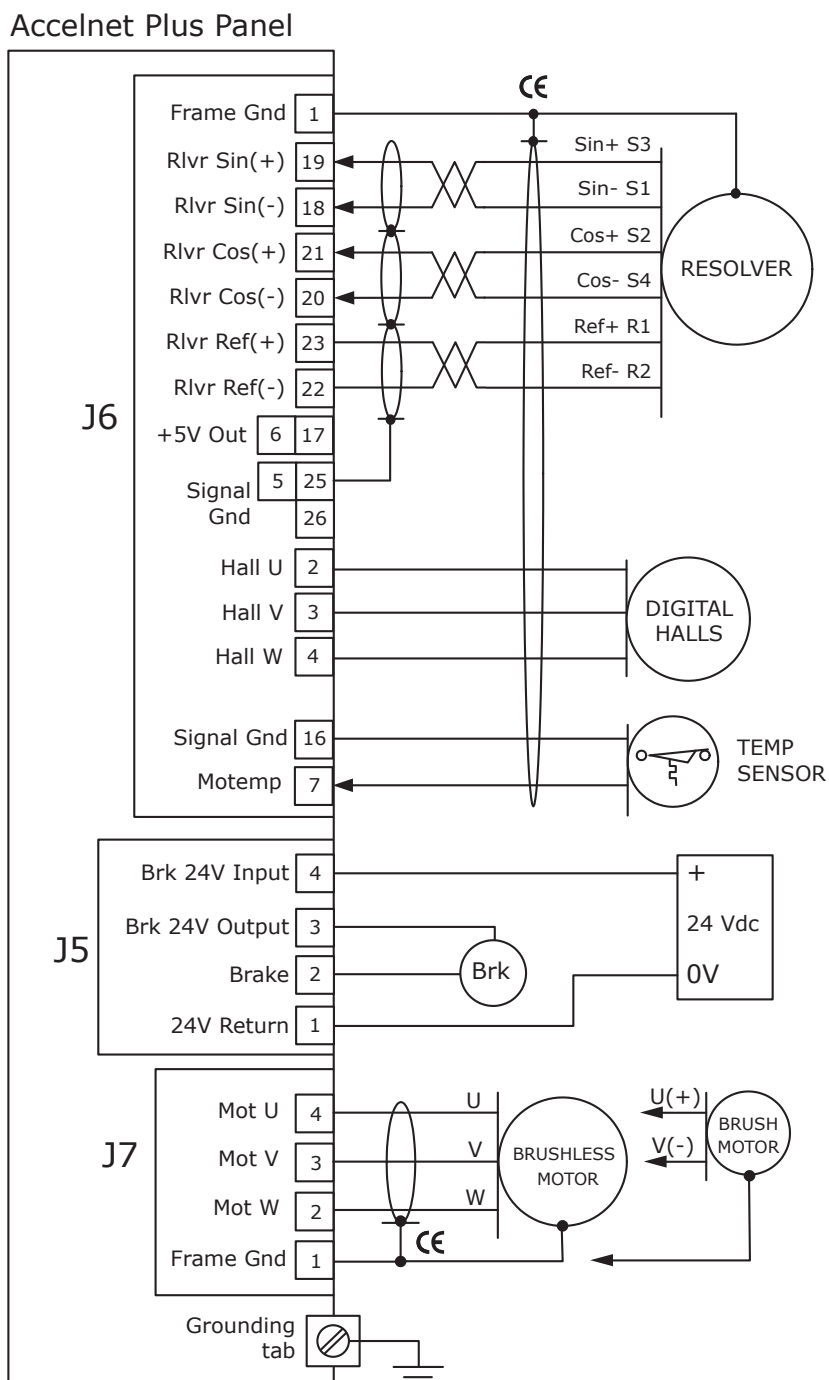 Accelnet Plus Panel
CE
Frame Gnd 1
Rlvr Sin(+) 19
Sin+ S3
Rlvr Sin(-) 18
Sin- S1
Rlvr Cos(+) 21
Cos+ S2
Rlvr Cos(-) 20
Cos- S4
RESOLVER
Rlvr Ref(+) 23
Ref+ R1
Rlvr Ref(-) 22
Ref- R2
J6
+5V Out 6 17
Signal
Gnd
5 25
26
Hall U 2
Hall V 3
Hall W 4
DIGITAL
HALLS
Signal Gnd 16
Motemp 7
TEMP
SENSOR
J5
Brk 24V Input 4
Brk 24V Output 3
Brake 2
24V Return 1
Brk
+
24 Vdc
0V
J7
Mot U 4
Mot V 3
Mot W 2
Frame Gnd 1
U
V
W
CE
BRUSHLESS
MOTOR
U(+)
V(-)
BRUSH
MOTOR
Grounding
tab